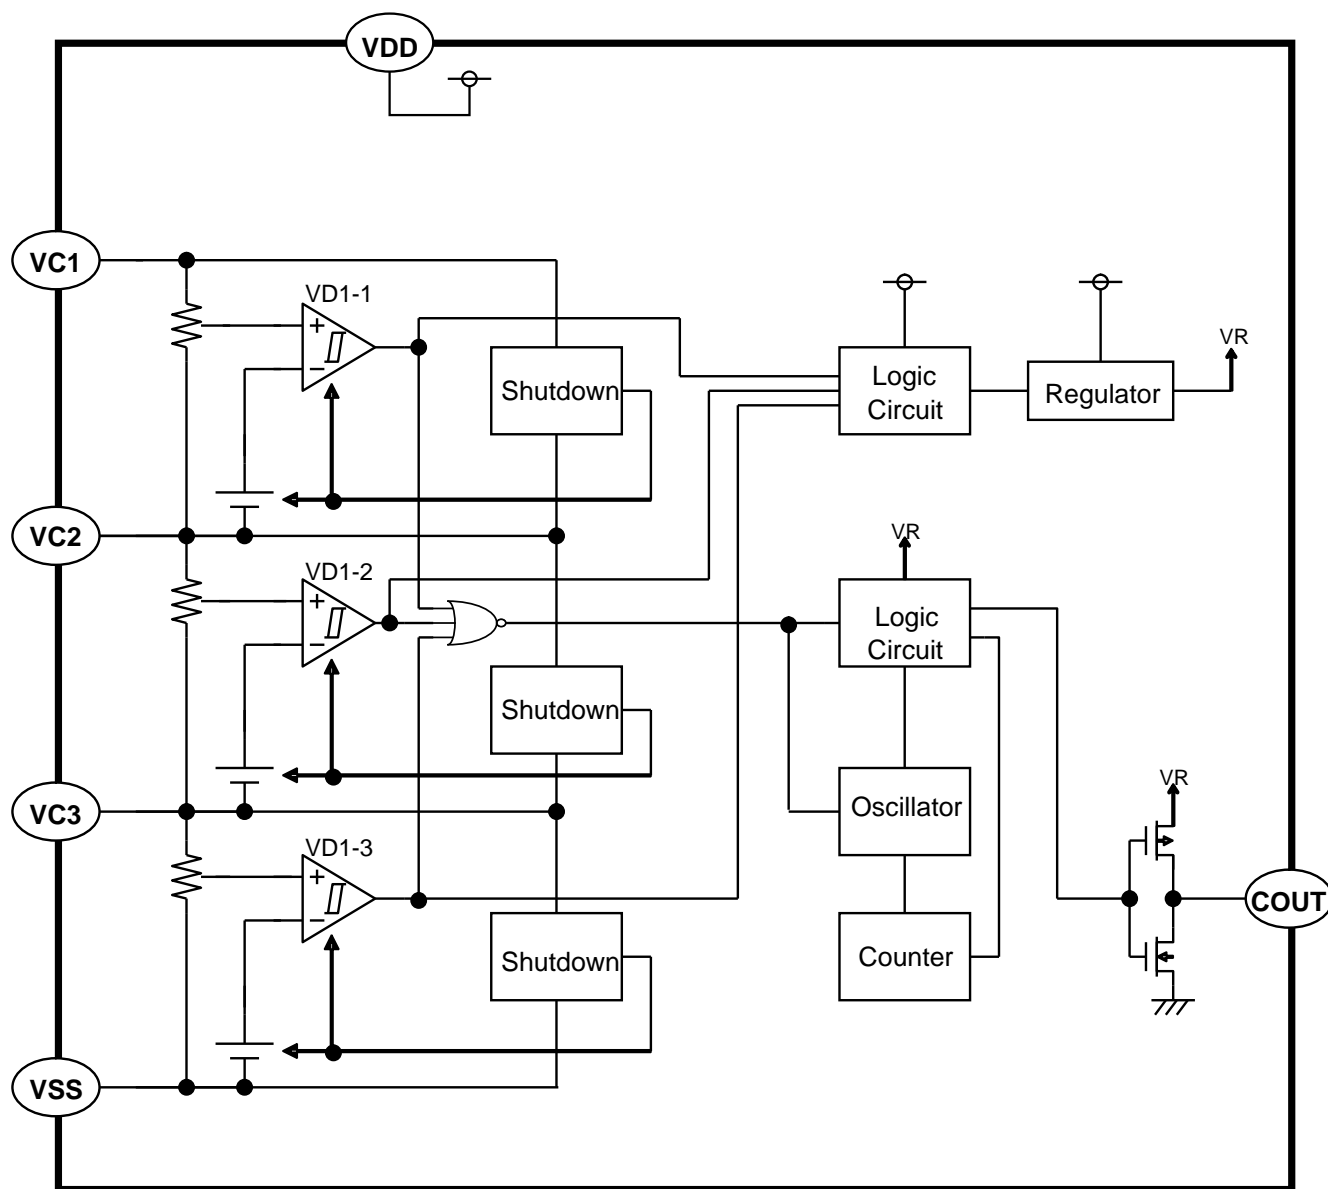 VDD
VC1
VD1-1
+
−
Shutdown
Logic
Circuit
Regulator
VR
VC2
VD1-2
+
−
Shutdown
VR
Logic
Circuit
Oscillator
Counter
VC3
VD1-3
+
−
Shutdown
VR
COUT
VSS